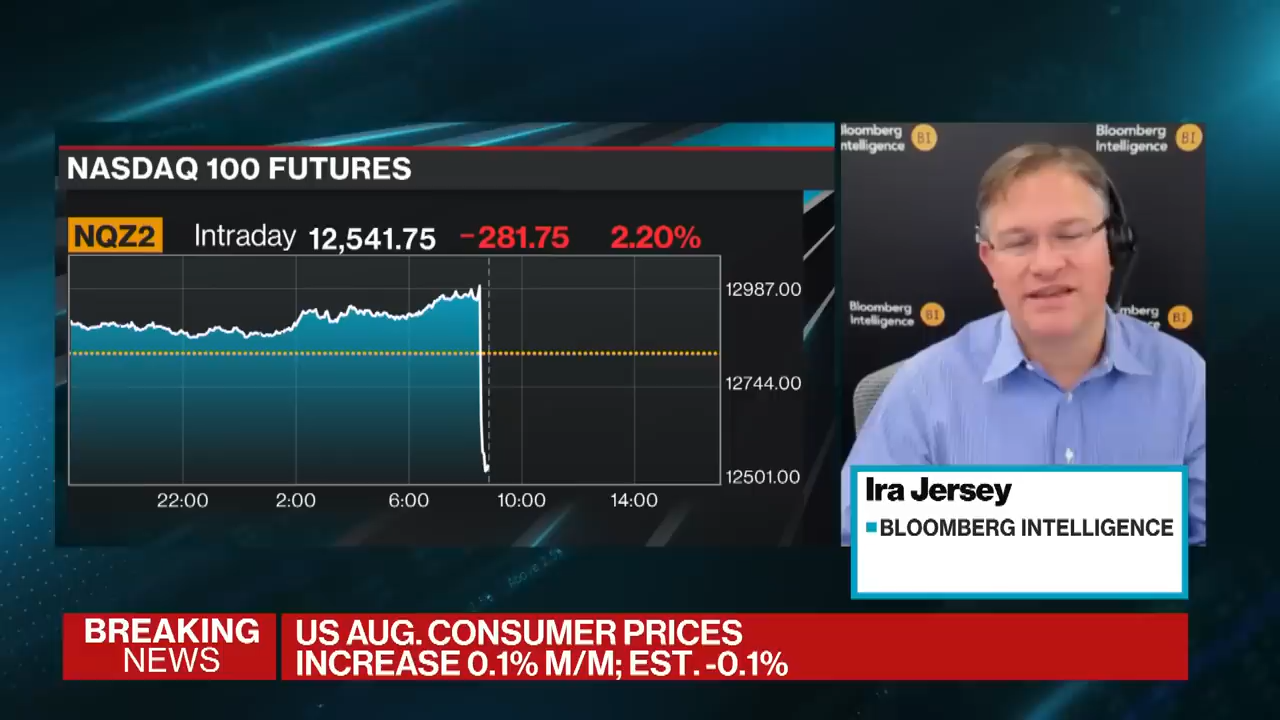 NASDAQ 100 FUTURES
NQZ2 Intraday 12,541.75 -281.75 2.20%
12987.00
12744.00
12501.00
22:00 2:00 6:00 10:00 14:00
Bloomberg
Intelligence
BI
Bloomberg
Intelligence
BI
Bloomberg
Intelligence
BI
BI
Ira Jersey
BLOOMBERG INTELLIGENCE
BREAKING
NEWS
US AUG. CONSUMER PRICES
INCREASE 0.1% M/M; EST. -0.1%